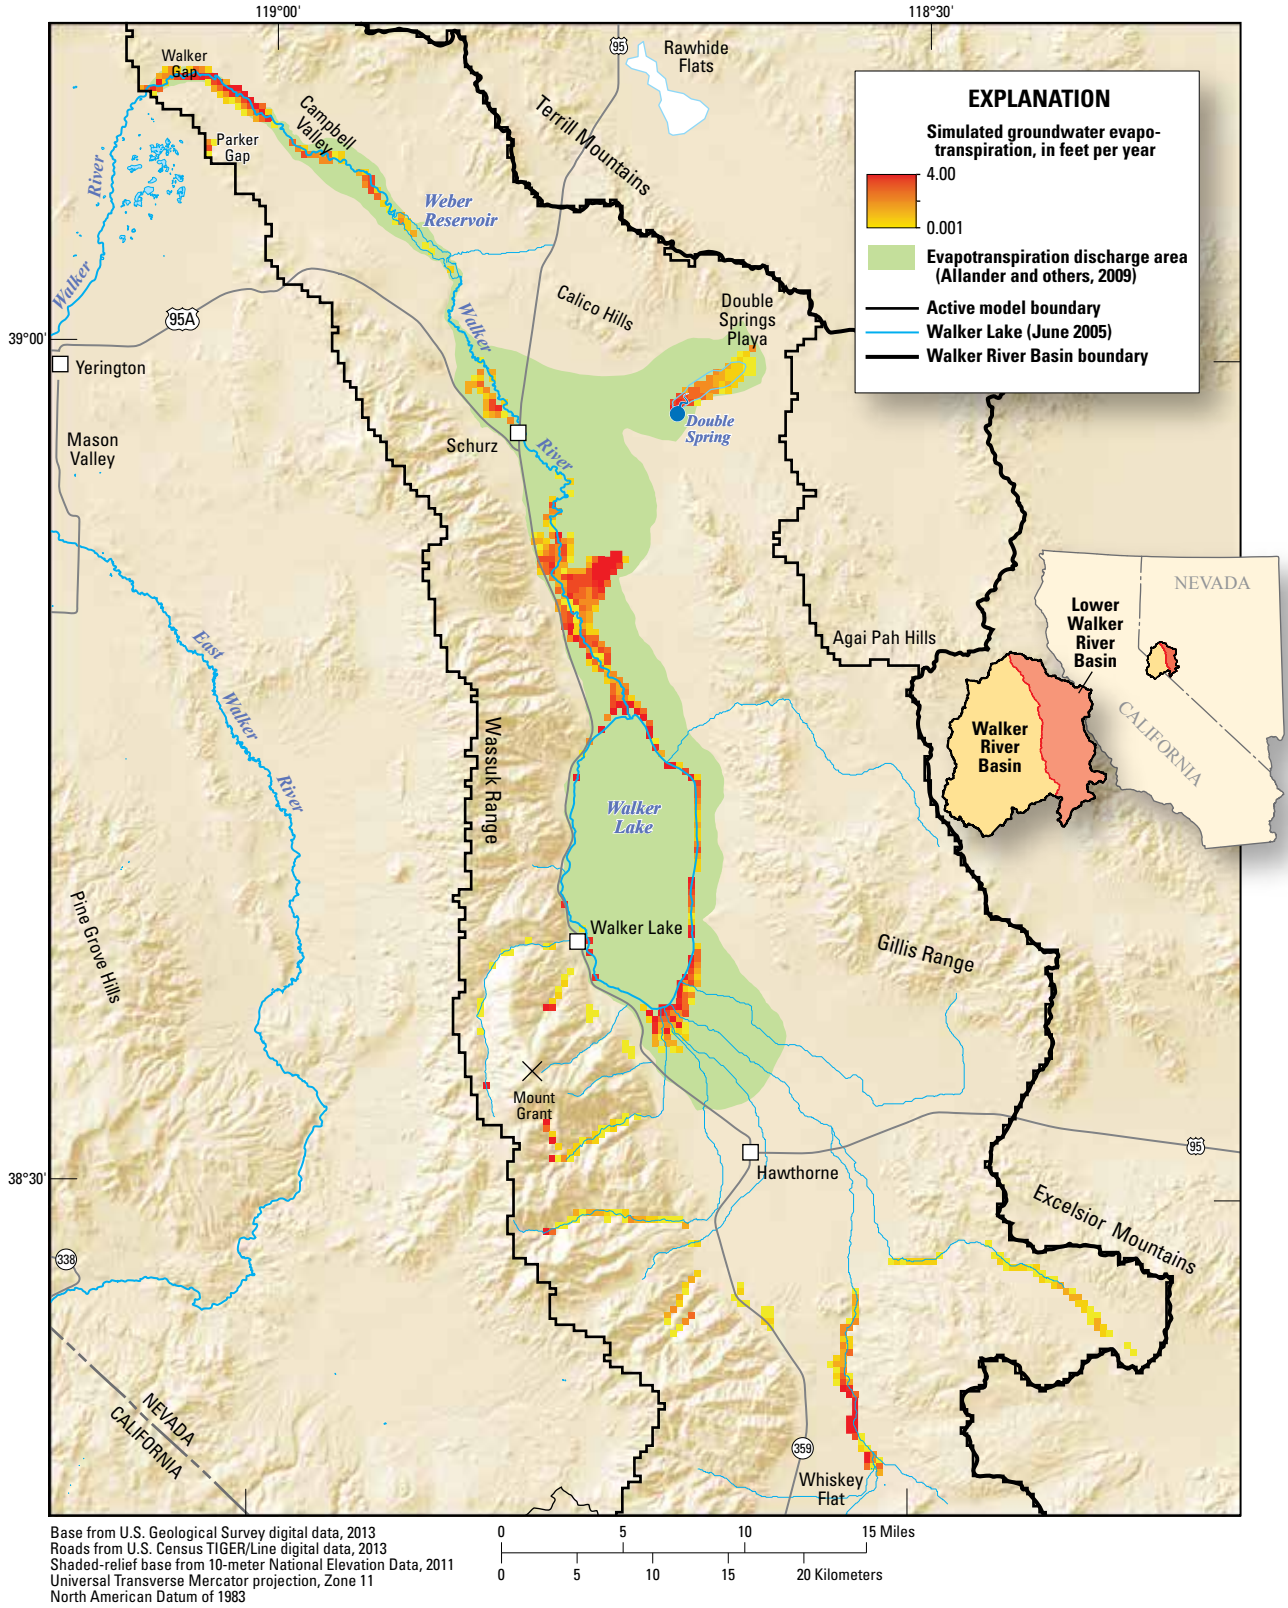 119°00'
118°30'
Walker
Gap
95
Rawhide
Flats
EXPLANATION
Simulated groundwater evapo-
transpiration, in feet per year
4.00
0.001
Evapotranspiration discharge area
(Allander and others, 2009)
Active model boundary
Walker Lake (June 2005)
Walker River Basin boundary
Campbell
Valley
Terrill Mountains
Parker
Gap
River
Walker
Weber
Reservoir
Calico Hills
Double
Springs
Playa
95A
Walker
39°00'
Yerington
Mason
Valley
Schurz
River
Double
Spring
NEVADA
Lower
Walker
River
Basin
Agai Pah Hills
East
Walker
River
CALIFORNIA
Walker
River
Basin
Wassuk Range
Walker
Lake
Pine Grove Hills
Walker Lake
Gillis Range
Mount
Grant
95
Hawthorne
38°30'
Excelsior Mountains
338
NEVADA
CALIFORNIA
359
Whiskey
Flat
Base from U.S. Geological Survey digital data, 2013
Roads from U.S. Census TIGER/Line digital data, 2013
Shaded-relief base from 10-meter National Elevation Data, 2011
Universal Transverse Mercator projection, Zone 11
North American Datum of 1983
0 5 10 15 Miles
0 5 10 15 20 Kilometers